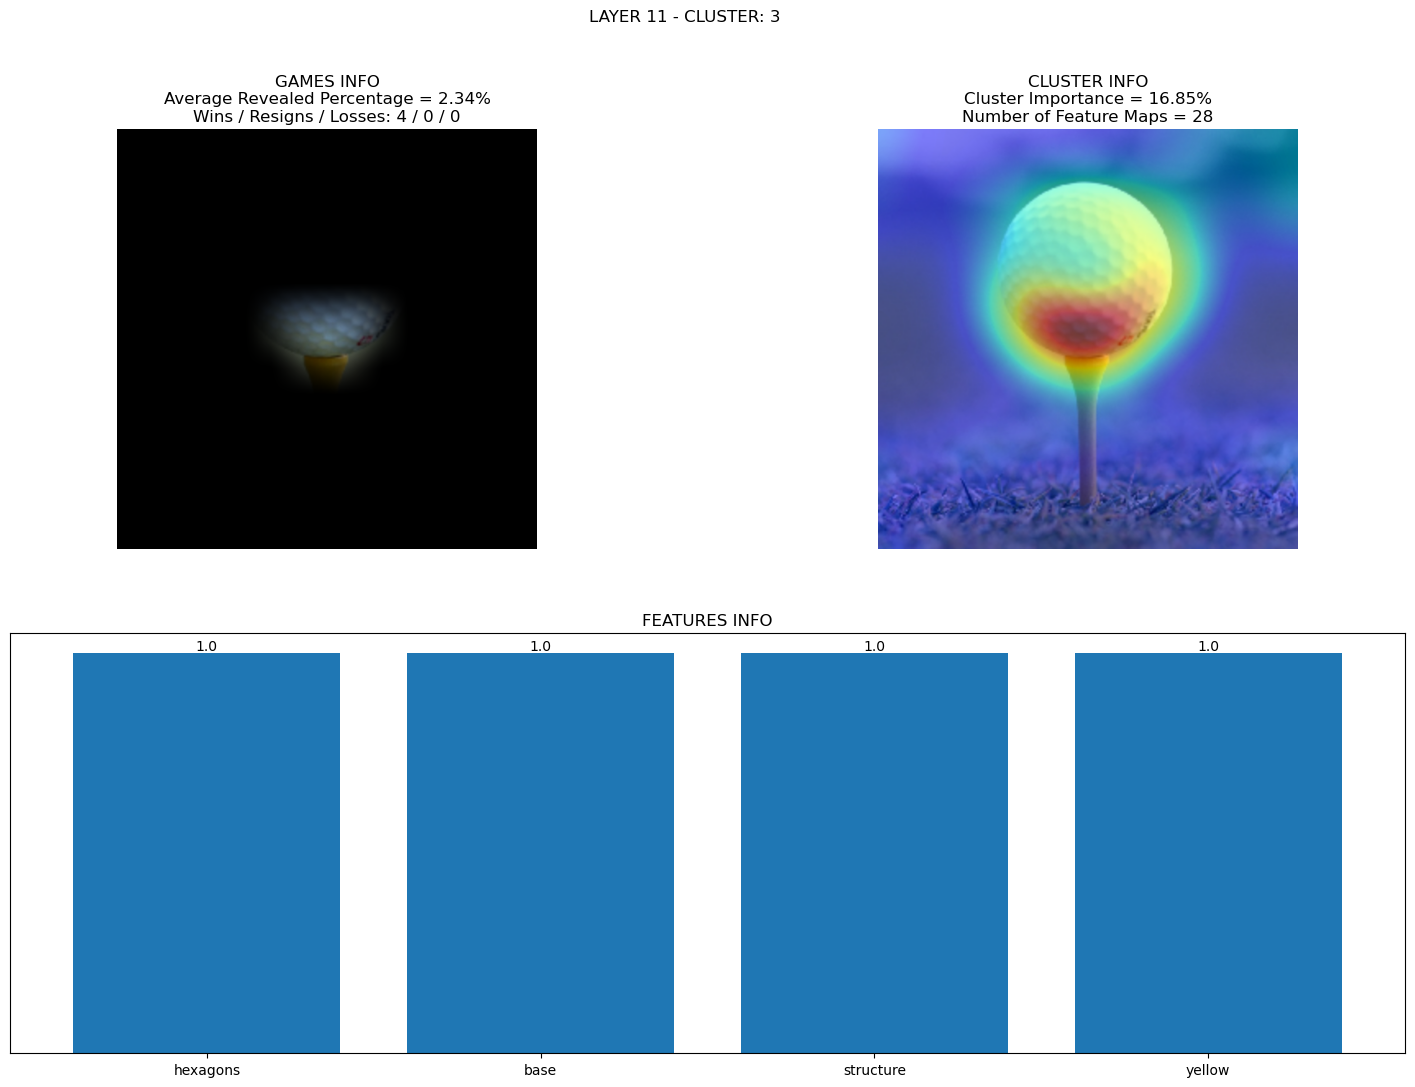 LAYER 11 - CLUSTER: 3
GAMES INFO
Average Revealed Percentage = 2.34%
Wins / Resigns / Losses: 4 / 0 / 0
CLUSTER INFO
Cluster Importance = 16.85%
Number of Feature Maps = 28
FEATURES INFO
1.0 1.0 1.0 1.0
hexagons base structure yellow